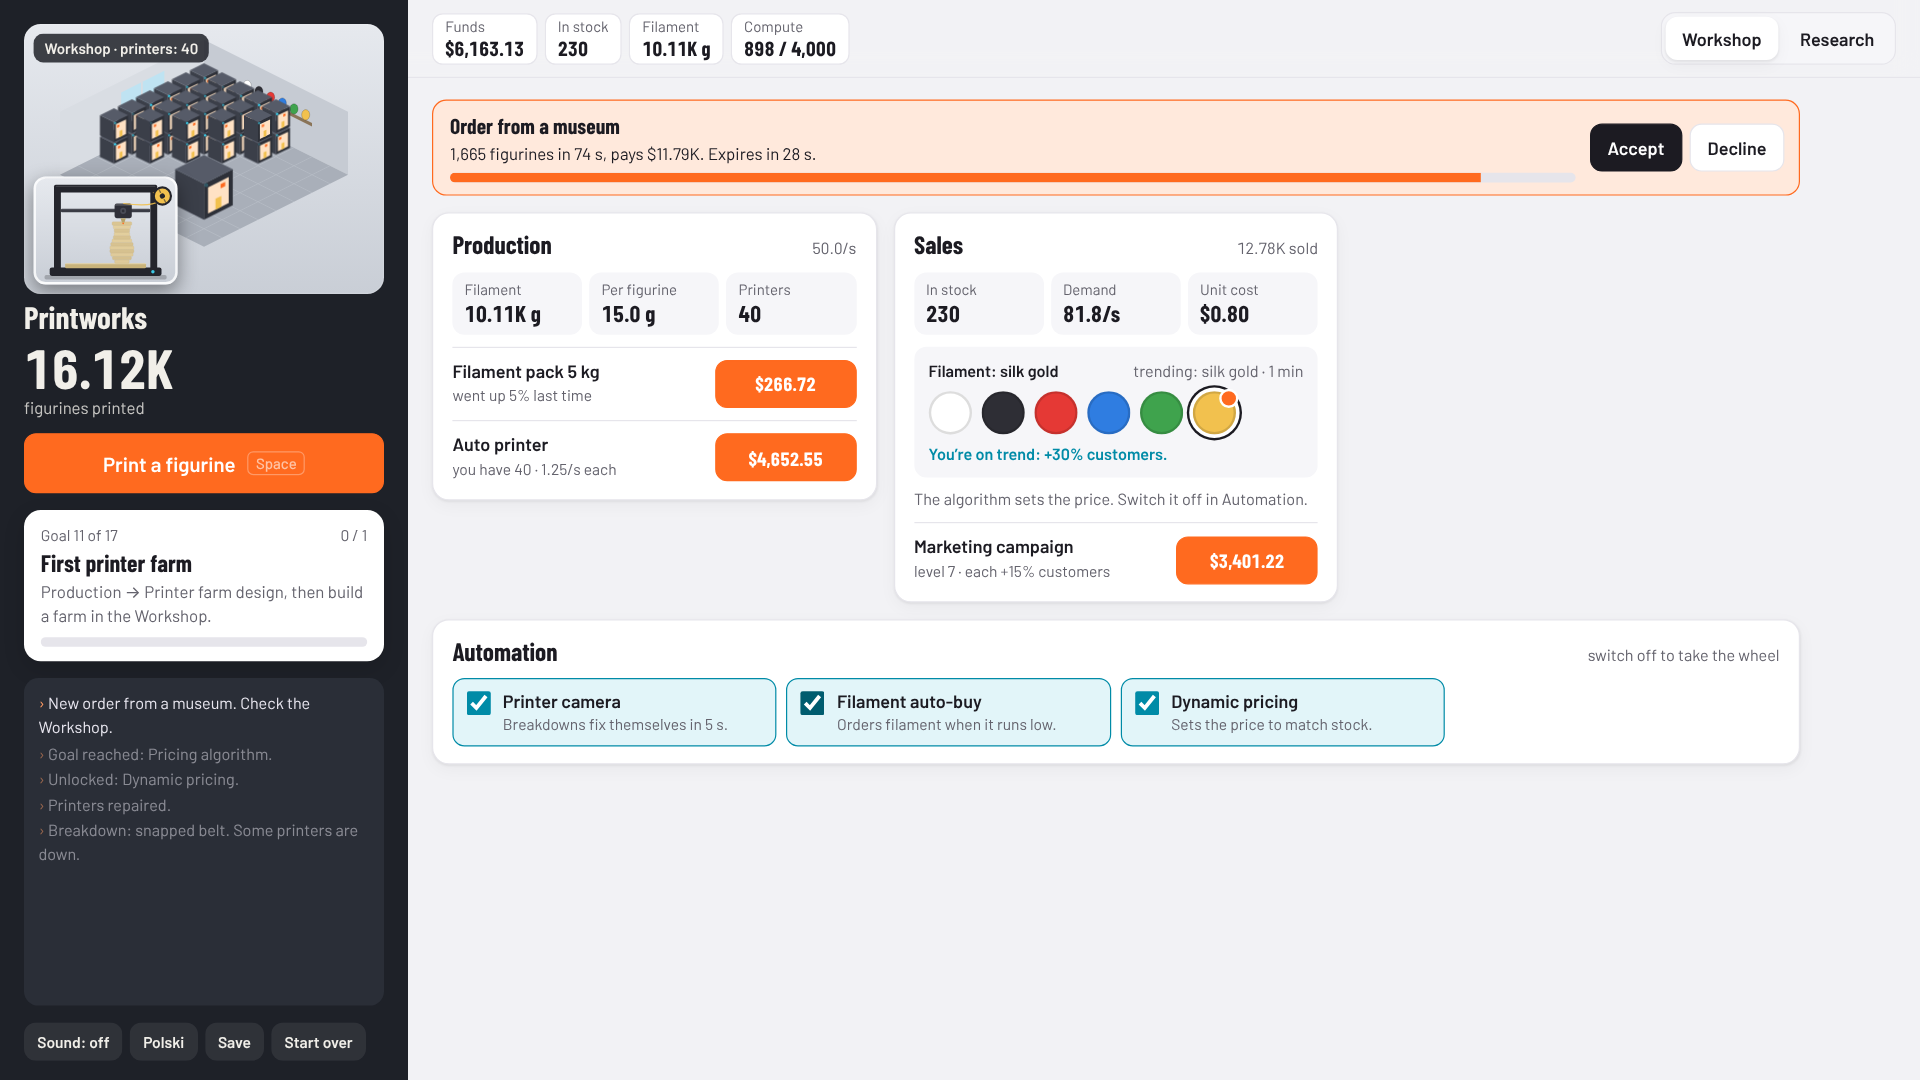 Workshop · printers: 40
Printworks
16.12K
figurines printed
Print a figurine Space
Goal 11 of 17 0 / 1
First printer farm
Production → Printer farm design, then build
a farm in the Workshop.
› New order from a museum. Check the
Workshop.
› Goal reached: Pricing algorithm.
› Unlocked: Dynamic pricing.
› Printers repaired.
› Breakdown: snapped belt. Some printers are
down.
Sound: off Polski Save Start over
Funds In stock Filament Compute
$6,163.13 230 10.11K g 898 / 4,000
Workshop Research
Order from a museum
1,665 figurines in 74 s, pays $11.79K. Expires in 28 s.
Accept Decline
Production 50.0/s
Filament Per figurine Printers
10.11K g 15.0 g 40
Filament pack 5 kg
went up 5% last time
$266.72
Auto printer
you have 40 · 1.25/s each
$4,652.55
Sales 12.78K sold
In stock Demand Unit cost
230 81.8/s $0.80
Filament: silk gold trending: silk gold · 1 min
You're on trend: +30% customers.
The algorithm sets the price. Switch it off in Automation.
Marketing campaign
level 7 · each +15% customers
$3,401.22
Automation switch off to take the wheel
Printer camera
Breakdowns fix themselves in 5 s.
Filament auto-buy
Orders filament when it runs low.
Dynamic pricing
Sets the price to match stock.